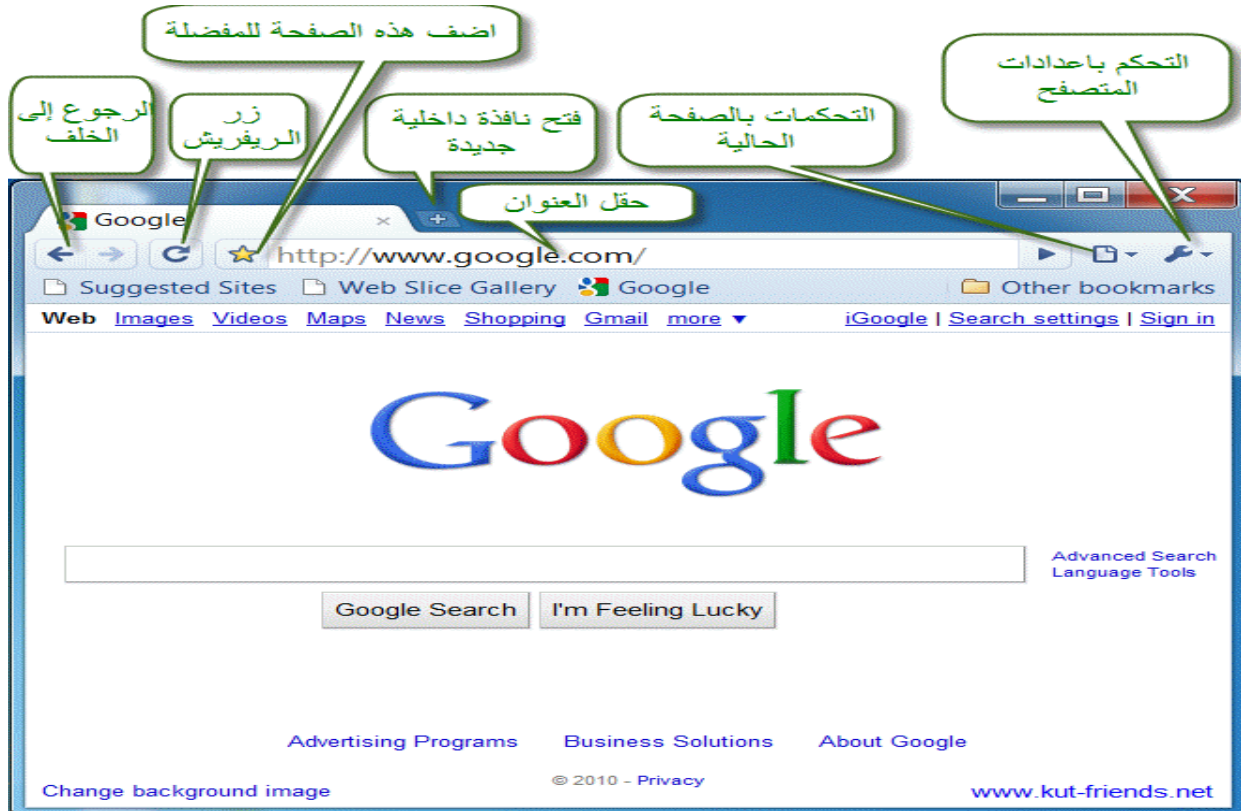 اضف هذه الصفحة للمفضلة
التحكم باعدادات
المتصفح
الرجوع إلى
الخلف
زر
الريفريش
فتح نافذة داخلية
جديدة
التحكمات بالصفحة
الحالية
حقل العنوان
Google
http://www.google.com/
Suggested Sites Web Slice Gallery Google Other bookmarks
Web Images Videos Maps News Shopping Gmail more ▼ iGoogle | Search settings | Sign in
Google
Advanced Search
Language Tools
Google Search I'm Feeling Lucky
Advertising Programs Business Solutions About Google
© 2010 - Privacy
Change background image www.kut-friends.net